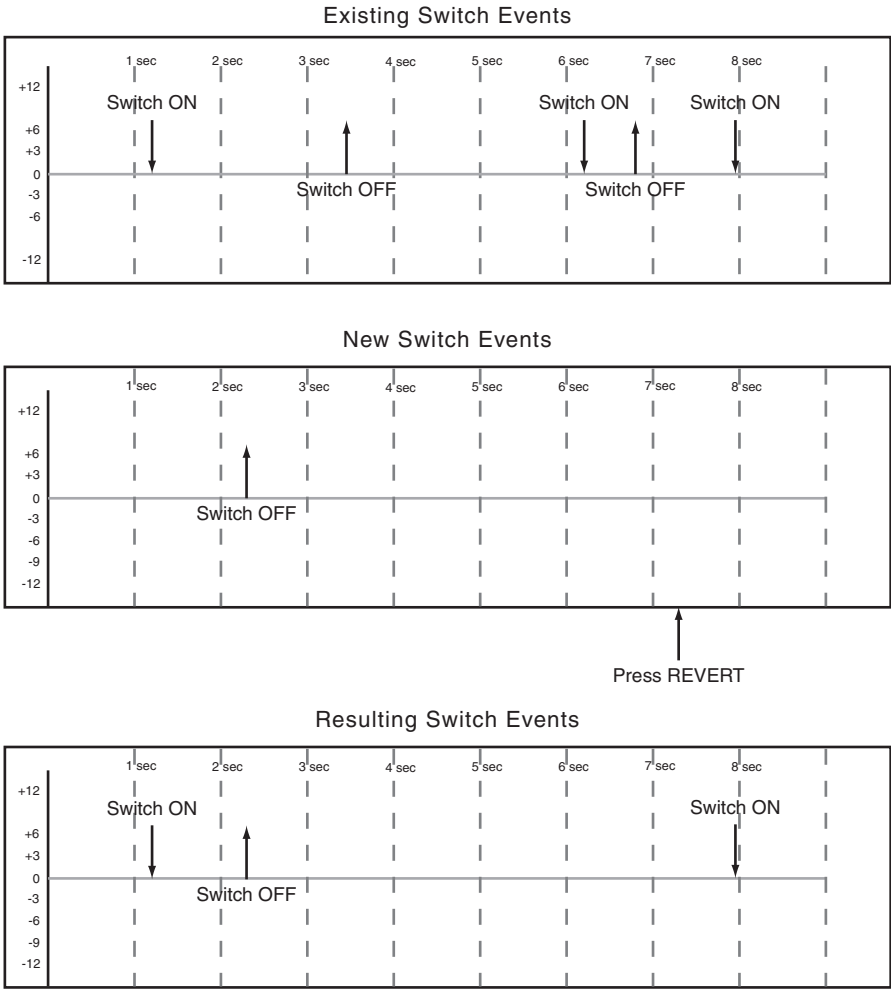 Existing Switch Events
1 sec 2 sec 3 sec 4 sec 5 sec 6 sec 7 sec 8 sec
+12
Switch ON Switch ON Switch ON
+6
+3
0
Switch OFF Switch OFF
-3
-6
-12
New Switch Events
1 sec 2 sec 3 sec 4 sec 5 sec 6 sec 7 sec 8 sec
+12
+6
+3
0
Switch OFF
-3
-6
-9
-12
Press REVERT
Resulting Switch Events
1 sec 2 sec 3 sec 4 sec 5 sec 6 sec 7 sec 8 sec
+12
Switch ON Switch ON
+6
+3
0
Switch OFF
-3
-6
-9
-12